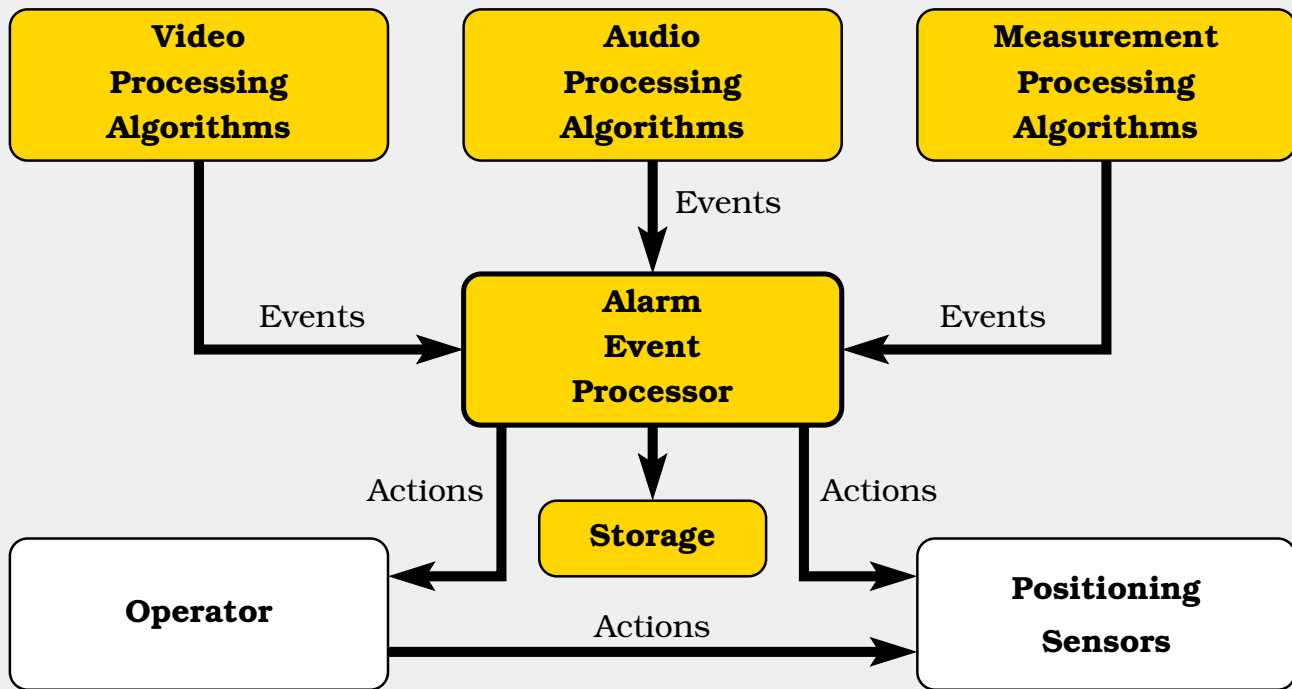 Video
Processing
Algorithms
Audio
Processing
Algorithms
Measurement
Processing
Algorithms
Events
Events
Events
Alarm
Event
Processor
Actions
Actions
Storage
Operator
Actions
Positioning
Sensors